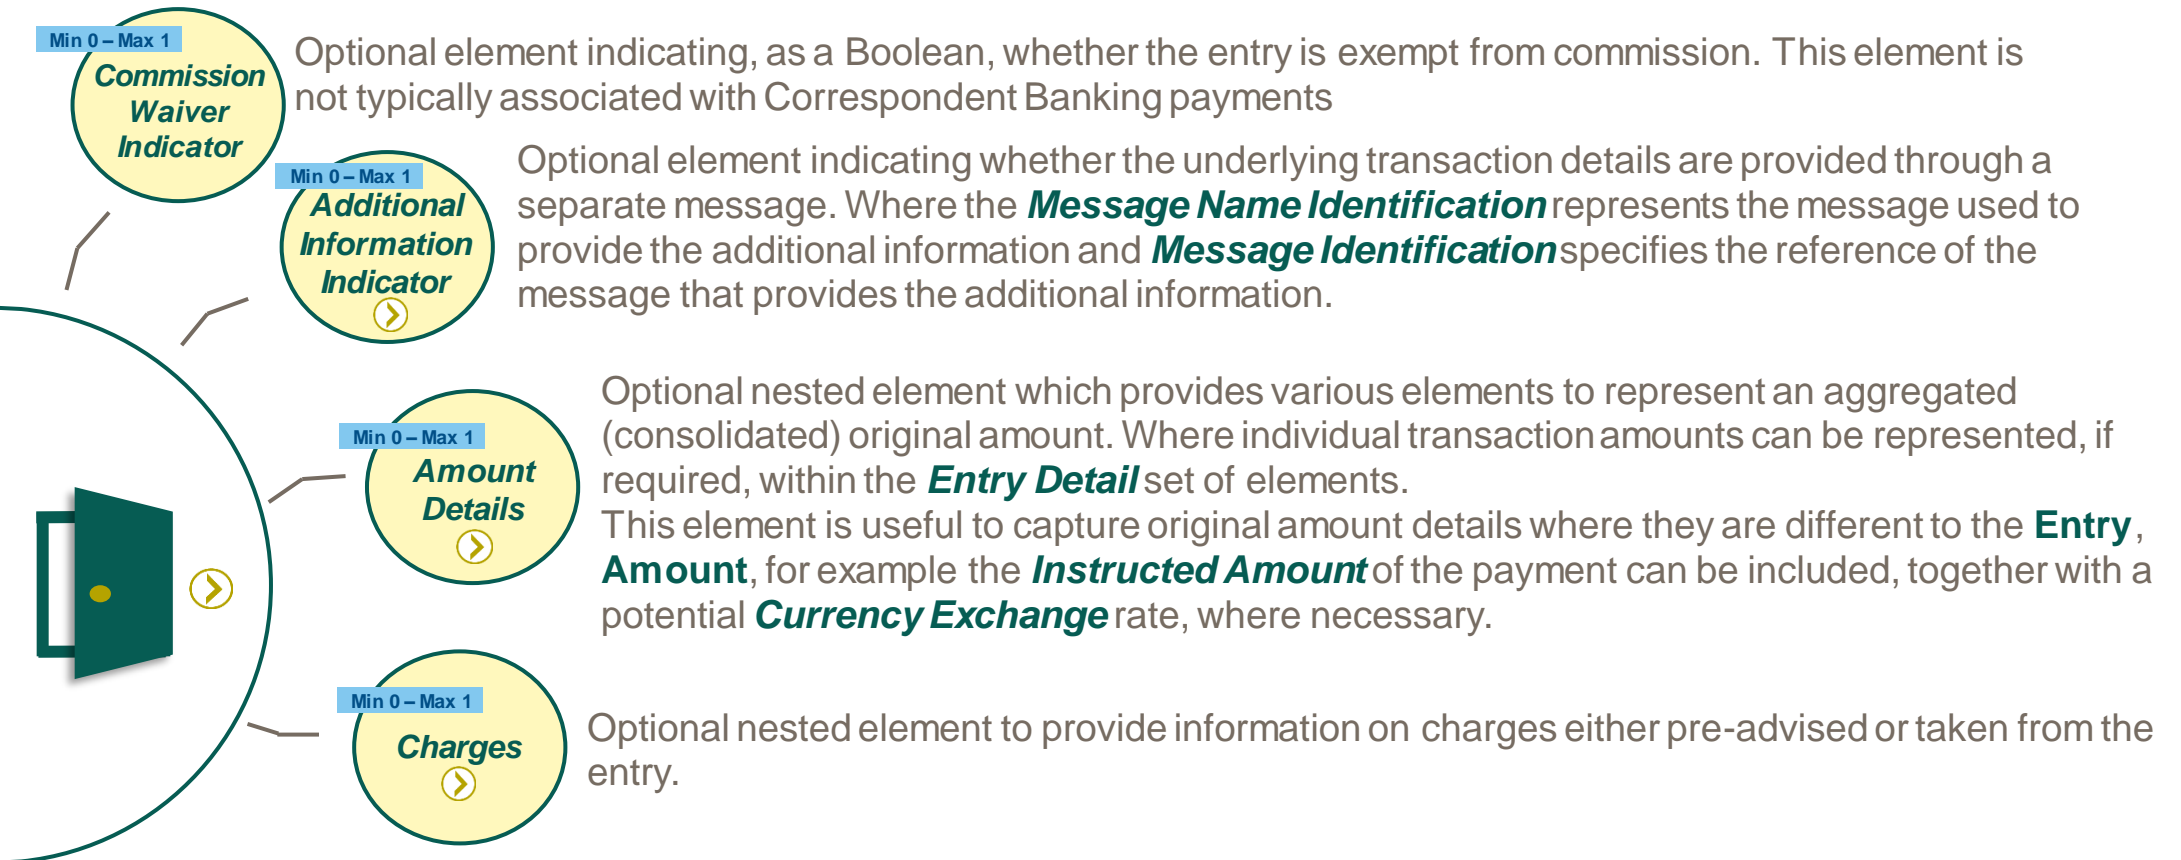 Min 0 – Max 1
Commission
Waiver
Indicator
Optional element indicating, as a Boolean, whether the entry is exempt from commission. This element is
not typically associated with Correspondent Banking payments
Min 0 – Max 1
Additional
Information
Indicator
Optional element indicating whether the underlying transaction details are provided through a
separate message. Where the Message Name Identification represents the message used to
provide the additional information and Message Identification specifies the reference of the
message that provides the additional information.
Min 0 – Max 1
Amount
Details
Optional nested element which provides various elements to represent an aggregated
(consolidated) original amount. Where individual transaction amounts can be represented, if
required, within the Entry Detail set of elements.
This element is useful to capture original amount details where they are different to the Entry,
Amount, for example the Instructed Amount of the payment can be included, together with a
potential Currency Exchange rate, where necessary.
Min 0 – Max 1
Charges
Optional nested element to provide information on charges either pre-advised or taken from the
entry.